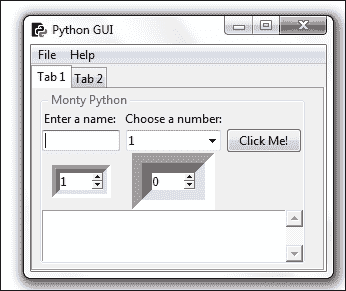 Python GUI
File Help
Tab 1 Tab 2
Monty Python
Enter a name: Choose a number:
1 Click Me!
1 0